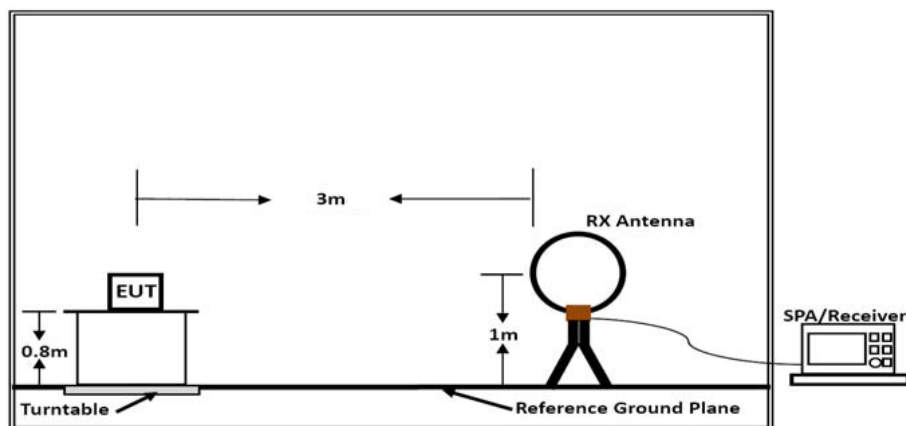 3m
RX Antenna
EUT
SPA/Receiver
0.8m
1m
Turntable
Reference Ground Plane